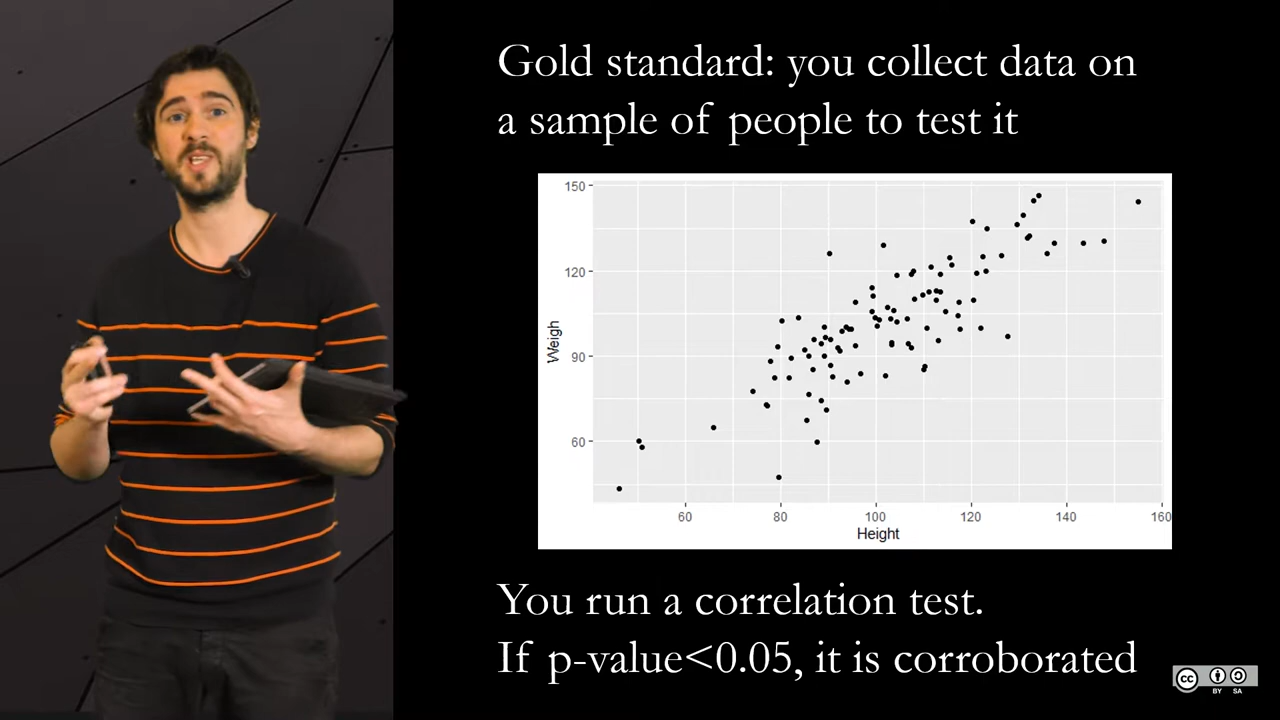 Gold standard: you collect data on
a sample of people to test it
150
120
90
60
Weigh
60 80 100 120 140 160
Height
You run a correlation test.
If p-value<0.05, it is corroborated
cc
BY SA